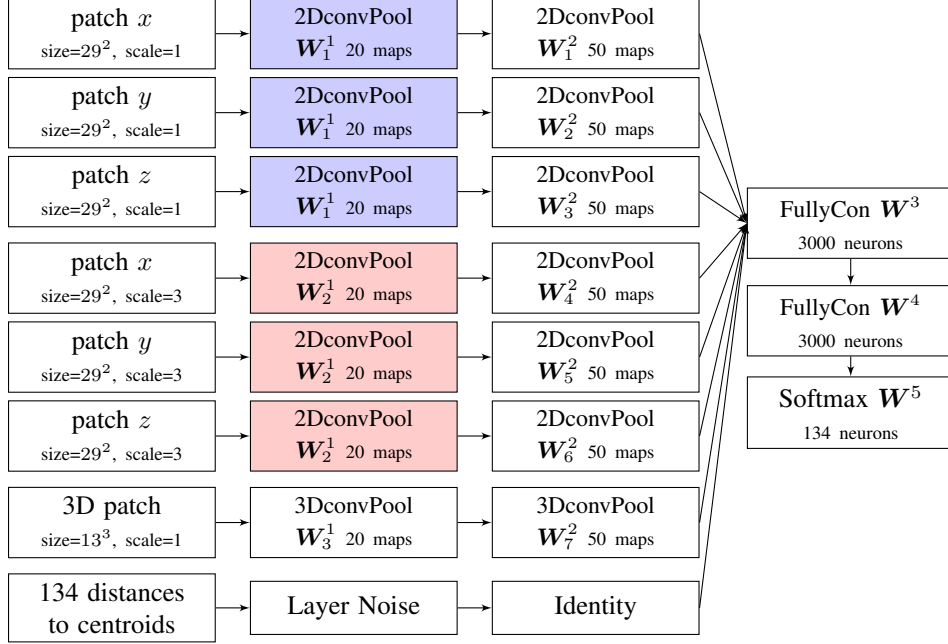 patch x
size=29², scale=1
2DconvPool
W₁¹ 20 maps
2DconvPool
W₁² 50 maps
patch y
size=29², scale=1
2DconvPool
W₁¹ 20 maps
2DconvPool
W₂² 50 maps
patch z
size=29², scale=1
2DconvPool
W₁¹ 20 maps
2DconvPool
W₃² 50 maps
patch x
size=29², scale=3
2DconvPool
W₂¹ 20 maps
2DconvPool
W₄² 50 maps
patch y
size=29², scale=3
2DconvPool
W₂¹ 20 maps
2DconvPool
W₅² 50 maps
patch z
size=29², scale=3
2DconvPool
W₂¹ 20 maps
2DconvPool
W₆² 50 maps
3D patch
size=13³, scale=1
3DconvPool
W₃¹ 20 maps
3DconvPool
W₇² 50 maps
134 distances
to centroids
Layer Noise
Identity
FullyCon W³
3000 neurons
FullyCon W⁴
3000 neurons
Softmax W⁵
134 neurons